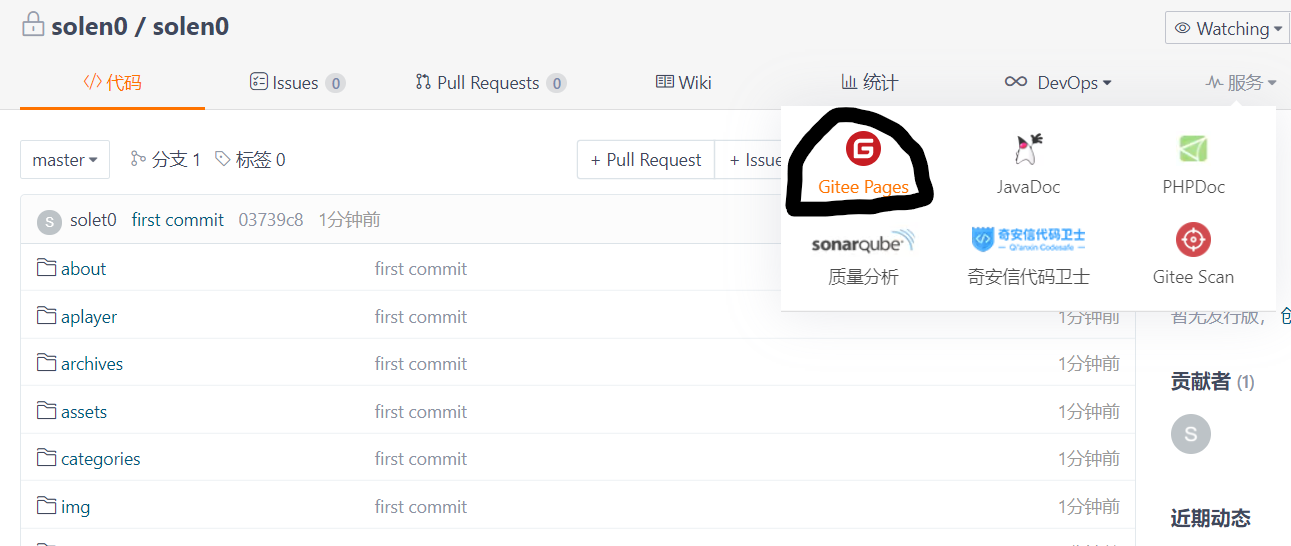 solen0 / solen0
Watching
代码
Issues 0
Pull Requests 0
Wiki
统计
DevOps
服务
master
分支 1
标签 0
+ Pull Request
+ Issue
Gitee Pages
JavaDoc
PHPDoc
sonarqube
质量分析
奇安信代码卫士
Qi'anxin Codesafe
奇安信代码卫士
Gitee Scan
S solet0 first commit 03739c8 1分钟前
about first commit
aplayer first commit 1分钟前
archives first commit 1分钟前
assets first commit 1分钟前
categories first commit 1分钟前
img first commit 1分钟前
暂无发行版，创
贡献者 (1)
S
近期动态